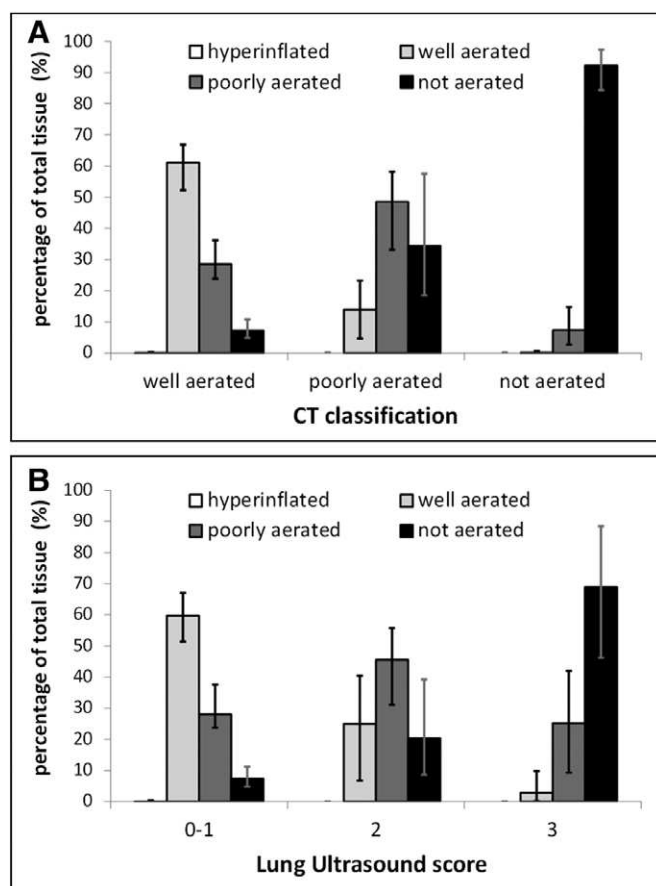 A
percentage of total tissue (%)
100
90
80
70
60
50
40
30
20
10
0
hyperinflated well aerated
poorly aerated not aerated
well aerated poorly aerated not aerated
CT classification
B
percentage of total tissue (%)
100
90
80
70
60
50
40
30
20
10
0
hyperinflated well aerated
poorly aerated not aerated
0-1 2 3
Lung Ultrasound score